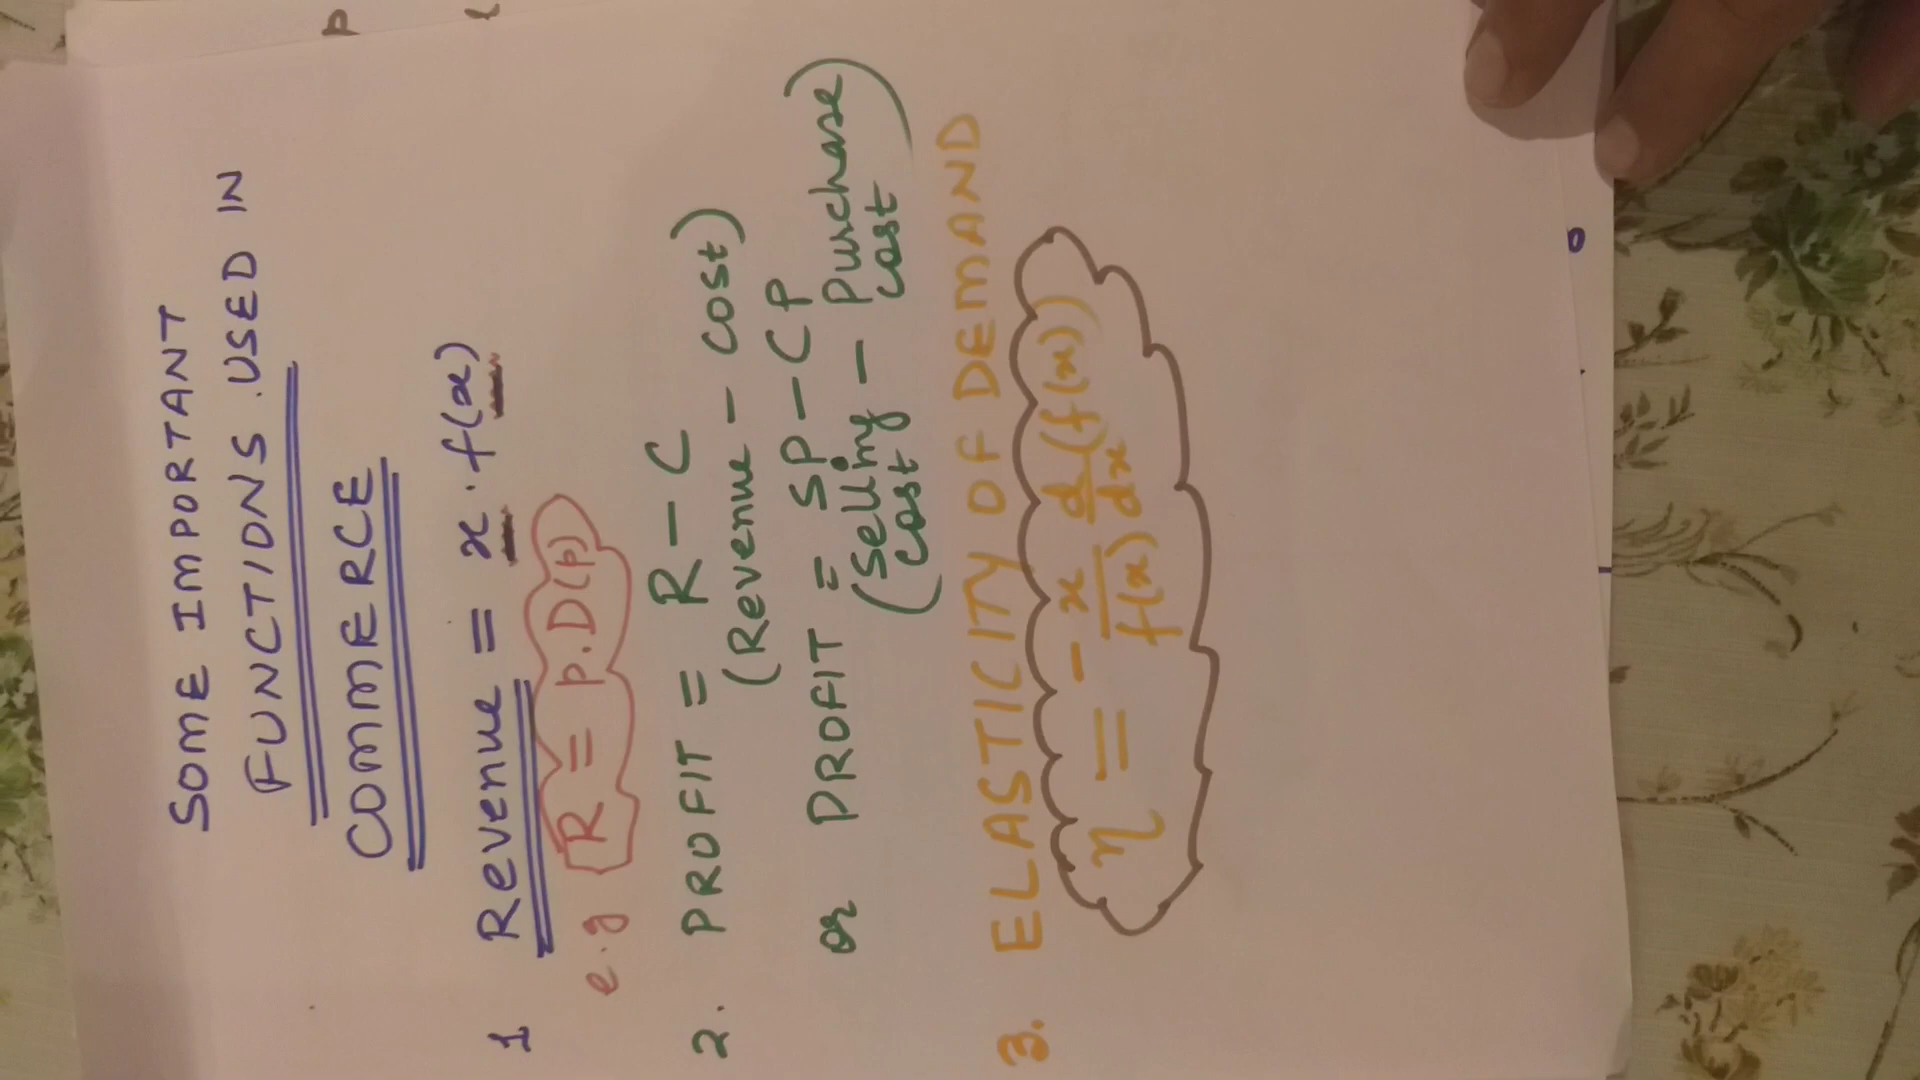 SOME IMPORTANT
FUNCTIONS USED IN
COMMERCE
1 Revenue = x . f(x)
e.g R = p.D(p)
2. PROFIT = R - C
(Revenue - cost)
or PROFIT = SP - CP
(Selling cost - Purchase cost)
3. ELASTICITY OF DEMAND
η = - x/f(x) d/dx (f(x))